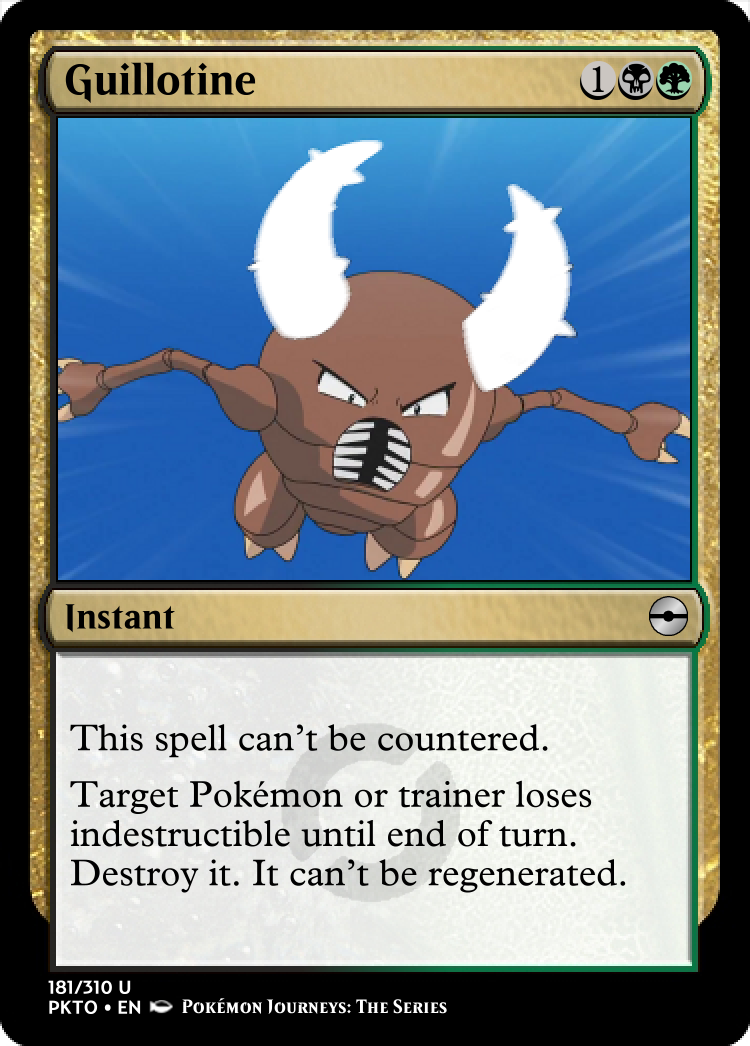 Guillotine 1
Instant
This spell can't be countered.
Target Pokémon or trainer loses
indestructible until end of turn.
Destroy it. It can't be regenerated.
181/310 U
PKTO • EN Pokémon Journeys: The Series